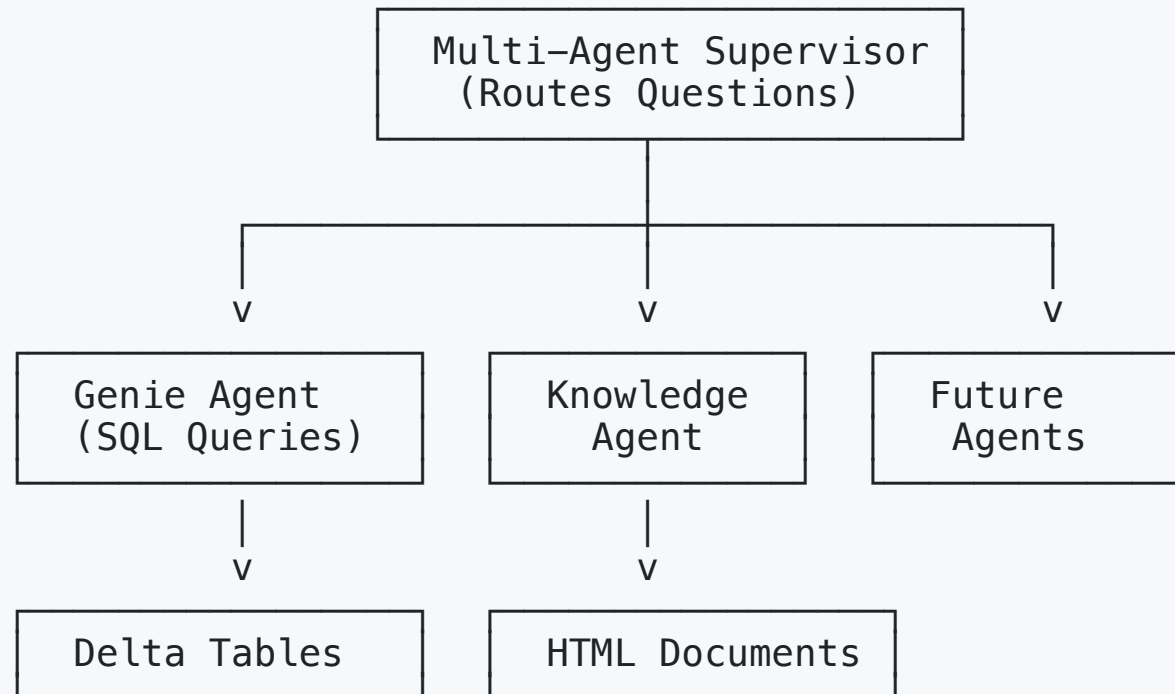 Multi-Agent Supervisor
(Routes Questions)
v
v
v
Genie Agent
(SQL Queries)
Knowledge
Agent
Future
Agents
v
v
Delta Tables
HTML Documents